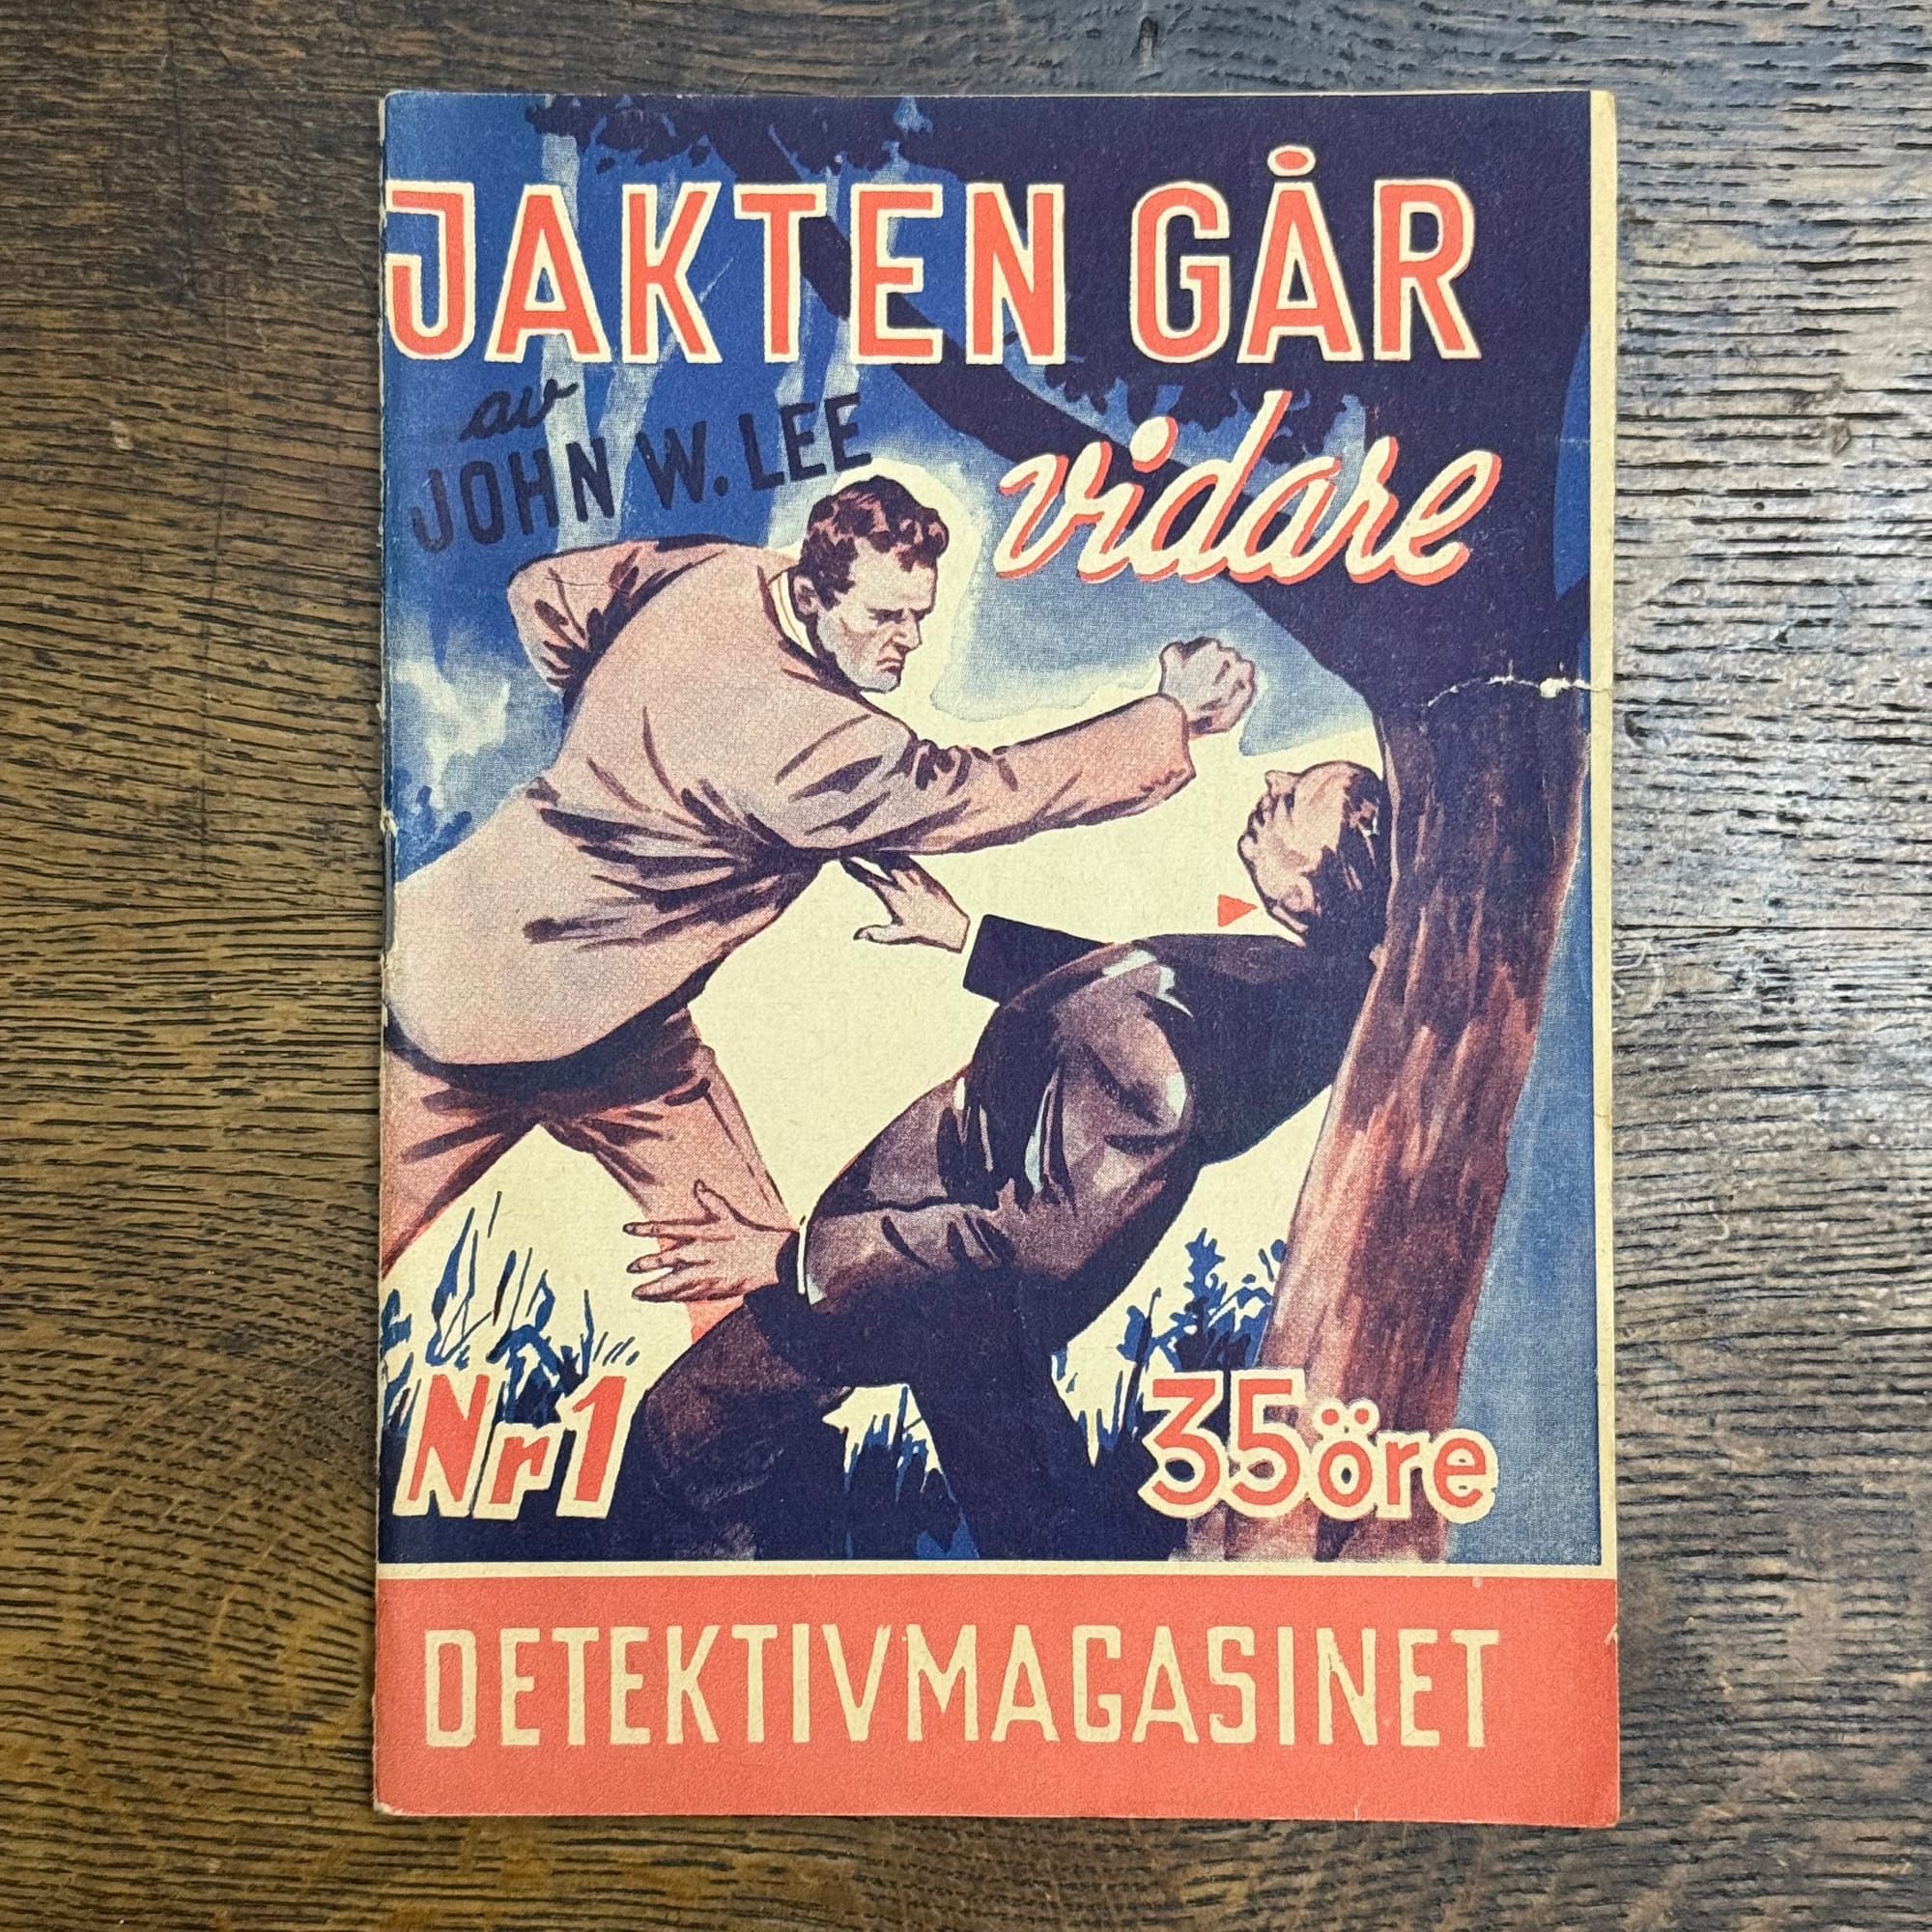 JAKTEN GÅR
vidare
av
JOHN W. LEE
Nr 1
35 öre
DETEKTIVMAGASINET